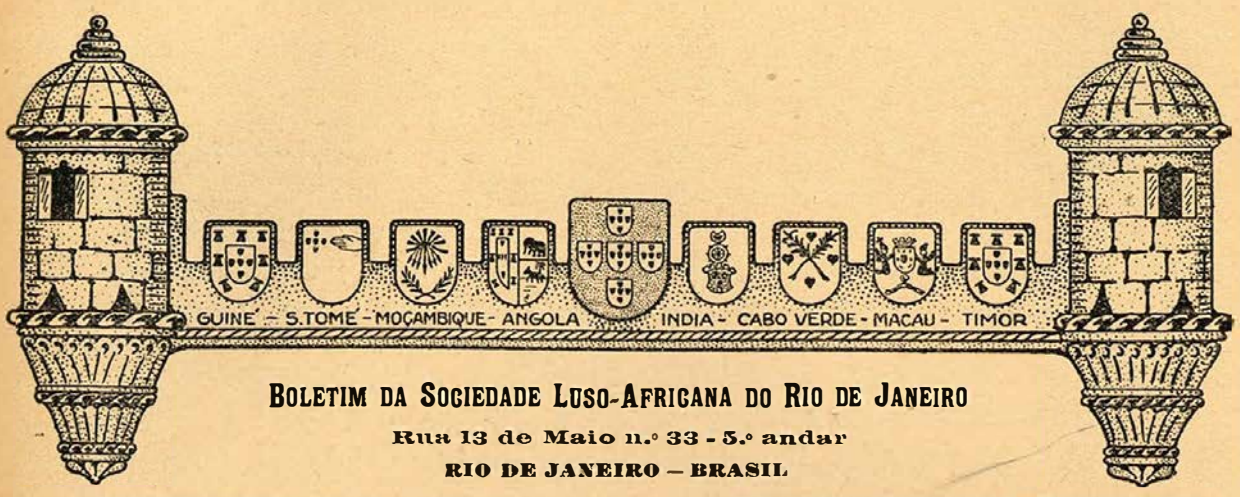 GUINÉ - S.TOMÉ - MOÇAMBIQUE - ANGOLA INDIA - CABO VERDE - MACAU - TIMOR
BOLETIM DA SOCIEDADE LUSO-AFRICANA DO RIO DE JANEIRO
Rua 13 de Maio n.º 33 - 5.º andar
RIO DE JANEIRO — BRASIL